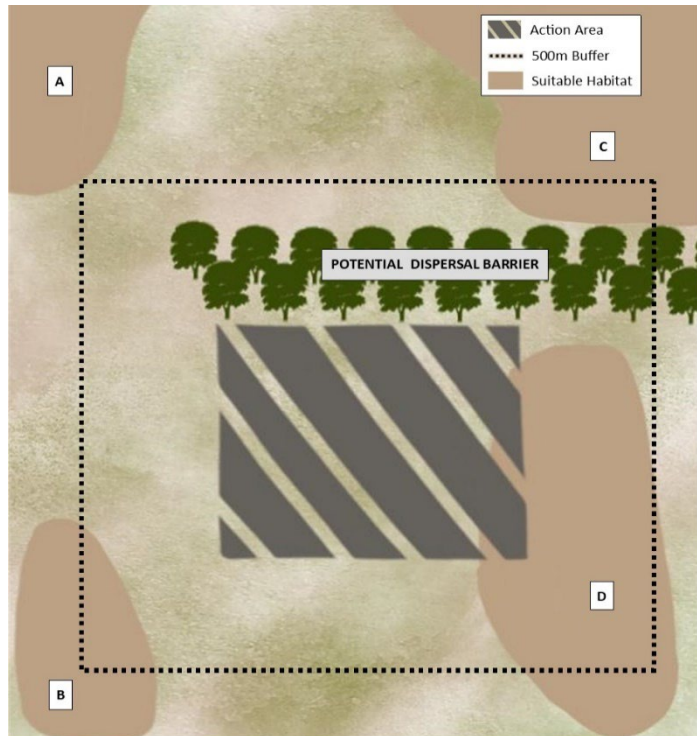 Action Area
500m Buffer
Suitable Habitat
A
C
POTENTIAL DISPERSAL BARRIER
D
B